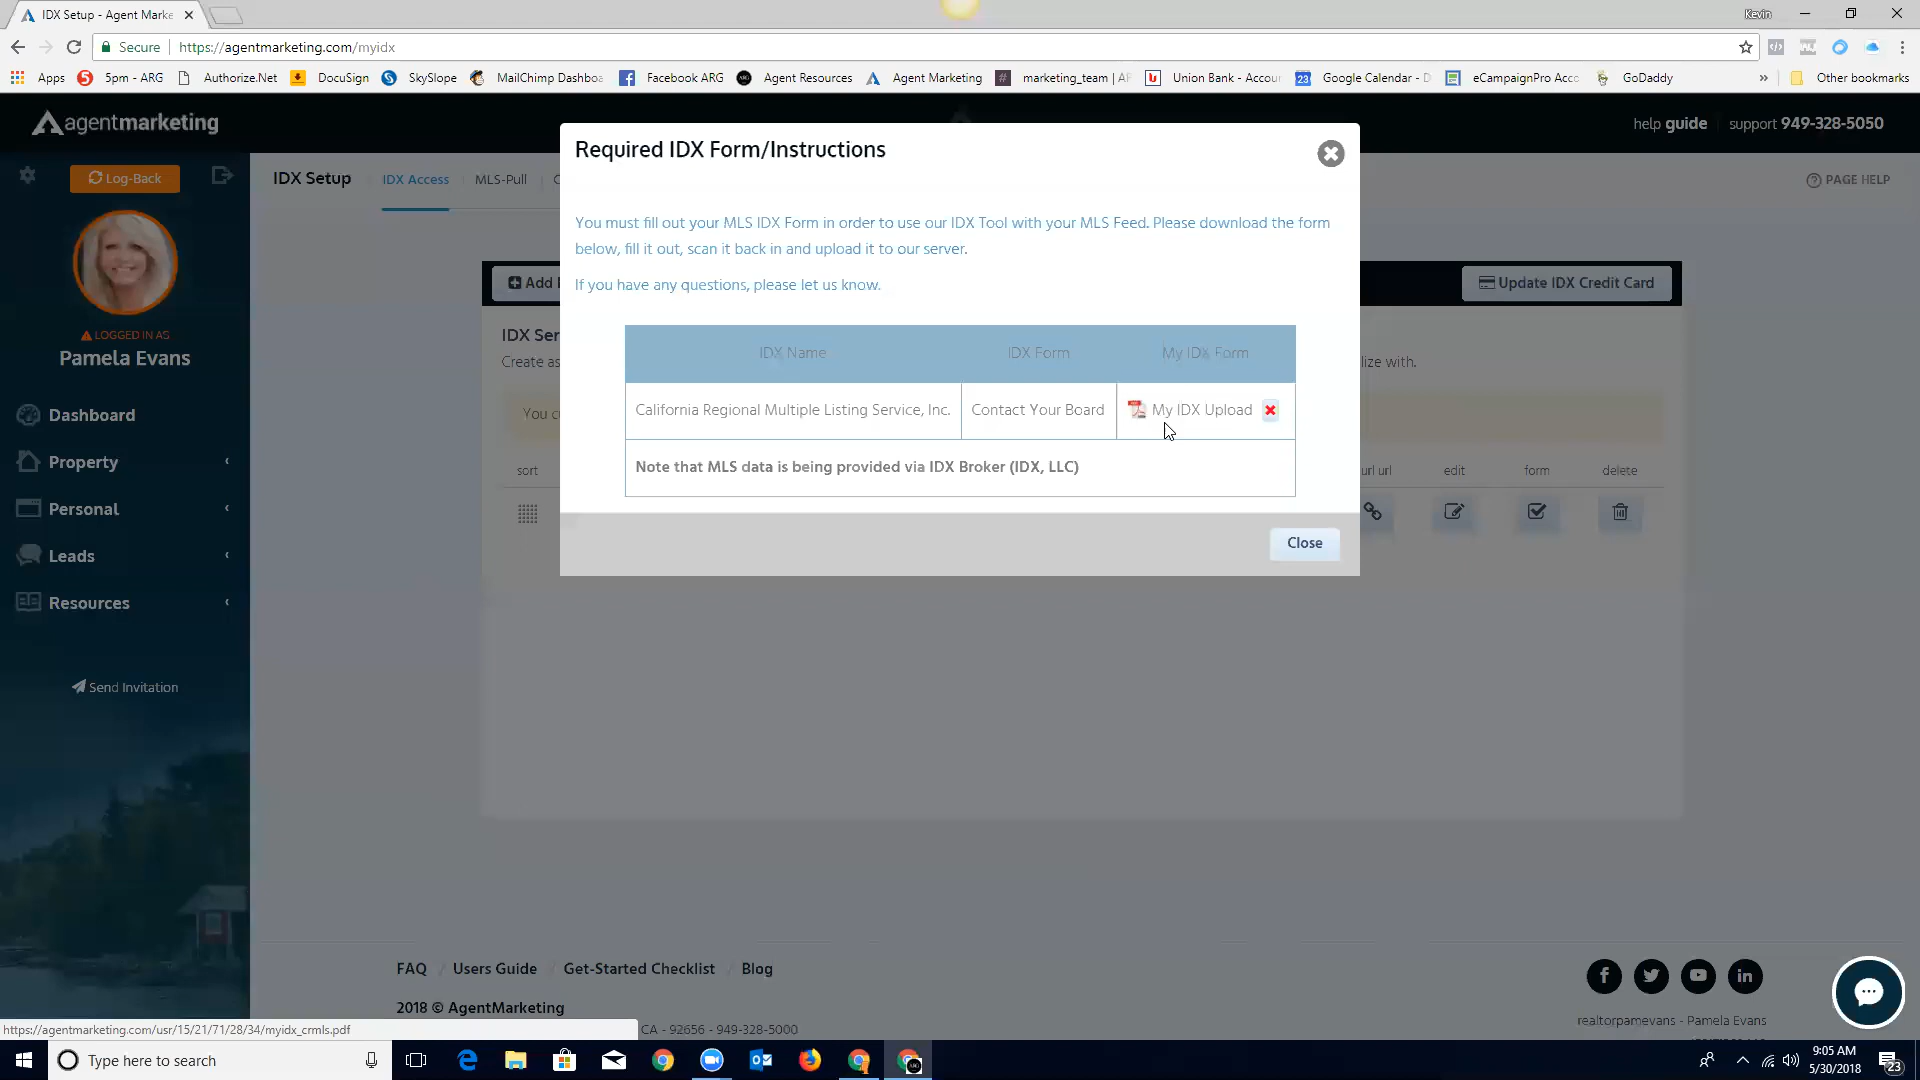 IDX Setup - Agent Marke
Kevin
Secure
https://agentmarketing.com/myidx
Apps
5pm - ARG
Authorize.Net
DocuSign
SkySlope
MailChimp Dashboa
Facebook ARG
Agent Resources
Agent Marketing
marketing_team | AR
Union Bank - Accou
Google Calendar - D
eCampaignPro Acco
GoDaddy
Other bookmarks
agentmarketing
help guide
support 949-328-5050
Log-Back
IDX Setup
IDX Access
MLS-Pull
PAGE HELP
LOGGED IN AS
Pamela Evans
Dashboard
Property
Personal
Leads
Resources
Send Invitation
Required IDX Form/Instructions
You must fill out your MLS IDX Form in order to use our IDX Tool with your MLS Feed. Please download the form
below, fill it out, scan it back in and upload it to our server.
If you have any questions, please let us know.
IDX Name
IDX Form
My IDX Form
California Regional Multiple Listing Service, Inc.
Contact Your Board
My IDX Upload
Note that MLS data is being provided via IDX Broker (IDX, LLC)
Close
Add
Update IDX Credit Card
IDX Ser
Create as
lize with.
You c
sort
url url
edit
form
delete
FAQ / Users Guide / Get-Started Checklist / Blog
2018 © AgentMarketing
CA - 92656 - 949-328-5000
realtorpamevans - Pamela Evans
https://agentmarketing.com/usr/15/21/71/28/34/myidx_crmls.pdf
Type here to search
9:05 AM
5/30/2018
23